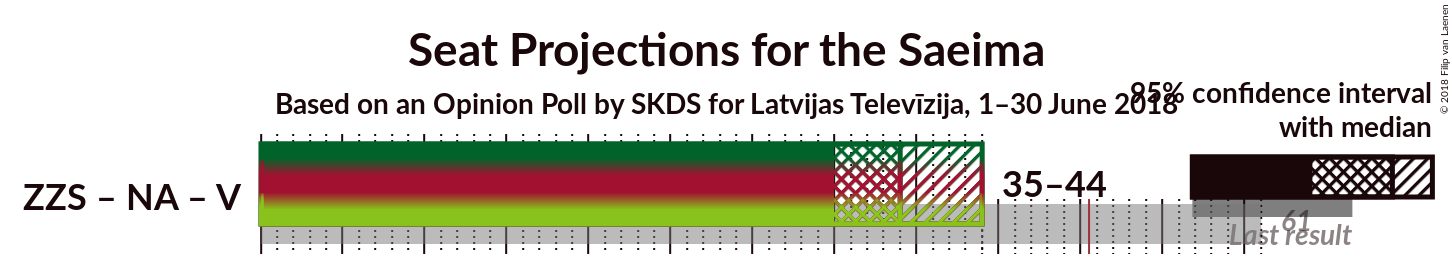 Seat Projections for the Saeima
Based on an Opinion Poll by SKDS for Latvijas Televīzija, 1–30 June 2018
95% confidence interval
with median
ZZS – NA – V
35–44
61
Last result
© 2018 Filip van Laenen